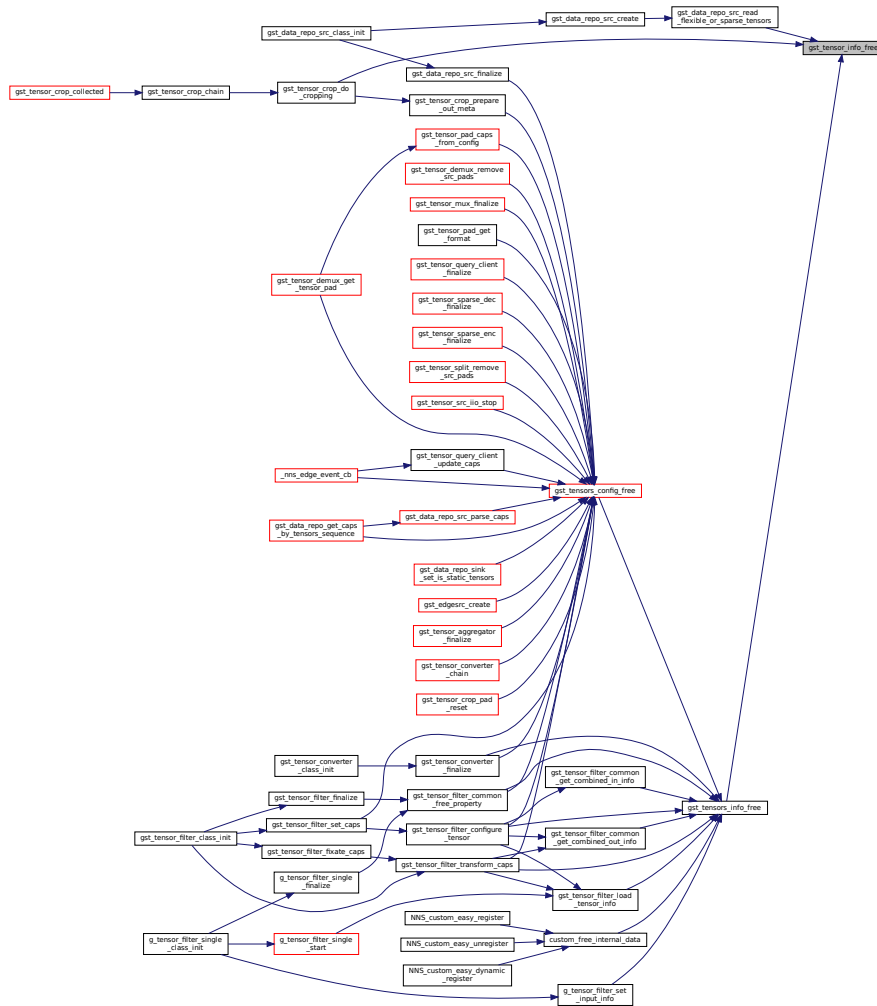 gst_data_repo_src_class_init
gst_data_repo_src_create
gst_data_repo_src_read
_flexible_or_sparse_tensors
gst_tensor_info_free
gst_data_repo_src_finalize
gst_tensor_crop_collected
gst_tensor_crop_chain
gst_tensor_crop_do
_cropping
gst_tensor_crop_prepare
_out_meta
gst_tensor_pad_caps
_from_config
gst_tensor_demux_remove
_src_pads
gst_tensor_mux_finalize
gst_tensor_pad_get
_format
gst_tensor_query_client
_finalize
gst_tensor_demux_get
_tensor_pad
gst_tensor_sparse_dec
_finalize
gst_tensor_sparse_enc
_finalize
gst_tensor_split_remove
_src_pads
gst_tensor_src_iio_stop
gst_tensor_query_client
_update_caps
_nns_edge_event_cb
gst_tensors_config_free
gst_data_repo_src_parse_caps
gst_data_repo_get_caps
_by_tensors_sequence
gst_data_repo_sink
_set_is_static_tensors
gst_edgesrc_create
gst_tensor_aggregator
_finalize
gst_tensor_converter
_chain
gst_tensor_crop_pad
_reset
gst_tensor_converter
_class_init
gst_tensor_converter
_finalize
gst_tensor_filter_common
_get_combined_in_info
gst_tensor_filter_finalize
gst_tensor_filter_common
_free_property
gst_tensors_info_free
gst_tensor_filter_class_init
gst_tensor_filter_set_caps
gst_tensor_filter_configure
_tensor
gst_tensor_filter_common
_get_combined_out_info
gst_tensor_filter_fixate_caps
gst_tensor_filter_transform_caps
g_tensor_filter_single
_finalize
gst_tensor_filter_load
_tensor_info
NNS_custom_easy_register
g_tensor_filter_single
_class_init
g_tensor_filter_single
_start
NNS_custom_easy_unregister
custom_free_internal_data
NNS_custom_easy_dynamic
_register
g_tensor_filter_set
_input_info